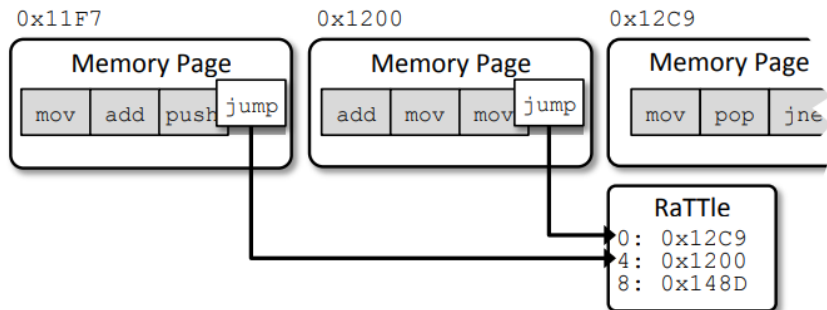 0x11F7 0x1200 0x12C9
Memory Page Memory Page Memory Page
mov add push jump add mov mov jump mov pop jne
RaTTle
0: 0x12C9
4: 0x1200
8: 0x148D